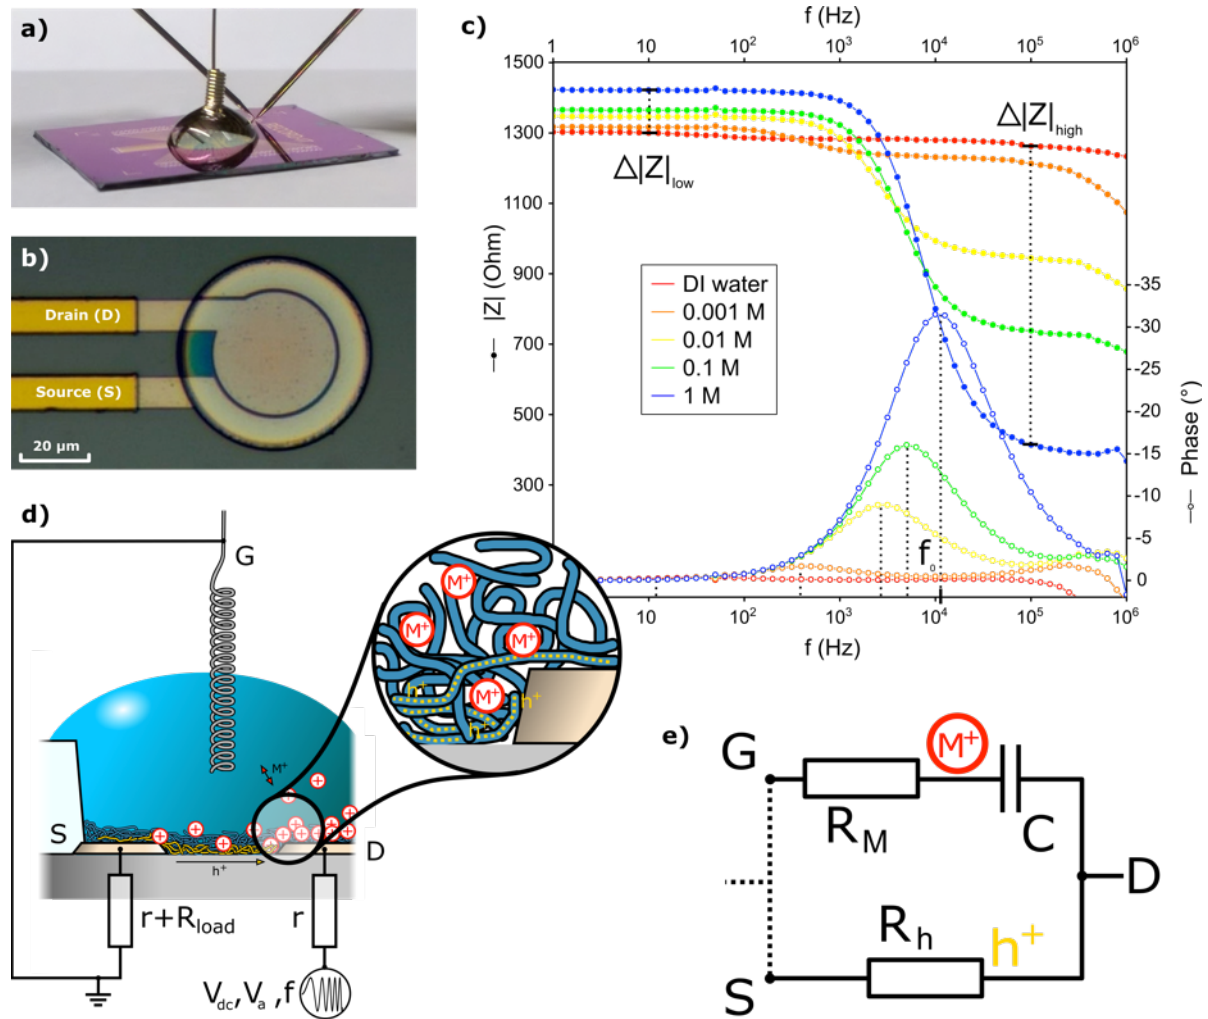 a)
b)
Drain (D)
Source (S)
20 µm
c)
f (Hz)
1 10 10² 10³ 10⁴ 10⁵ 10⁶
1500
1300
1100
900
700
500
300
|Z| (Ohm)
Δ|Z|low
Δ|Z|high
DI water
0.001 M
0.01 M
0.1 M
1 M
f₀
-35
-30
-25
-20
-15
-10
-5
0
Phase (°)
1 10 10² 10³ 10⁴ 10⁵ 10⁶
f (Hz)
d)
G
M⁺
S
D
h⁺
r+Rload
r
Vdc,Va,f
M⁺
M⁺
M⁺
M⁺
h⁺
h⁺
h⁺
e)
G
M⁺
RM
C
D
Rh
h⁺
S